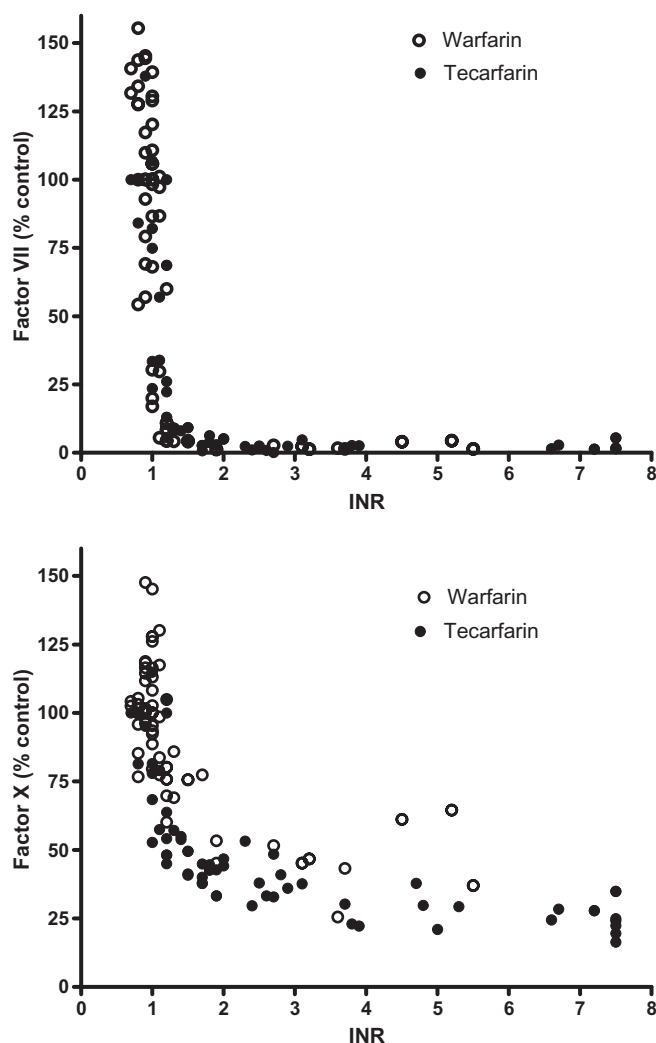 150
Warfarin
Tecarfarin
125
100
75
50
25
0
Factor VII (% control)
0 1 2 3 4 5 6 7 8
INR
150
Warfarin
Tecarfarin
125
100
75
50
25
0
Factor X (% control)
0 1 2 3 4 5 6 7 8
INR